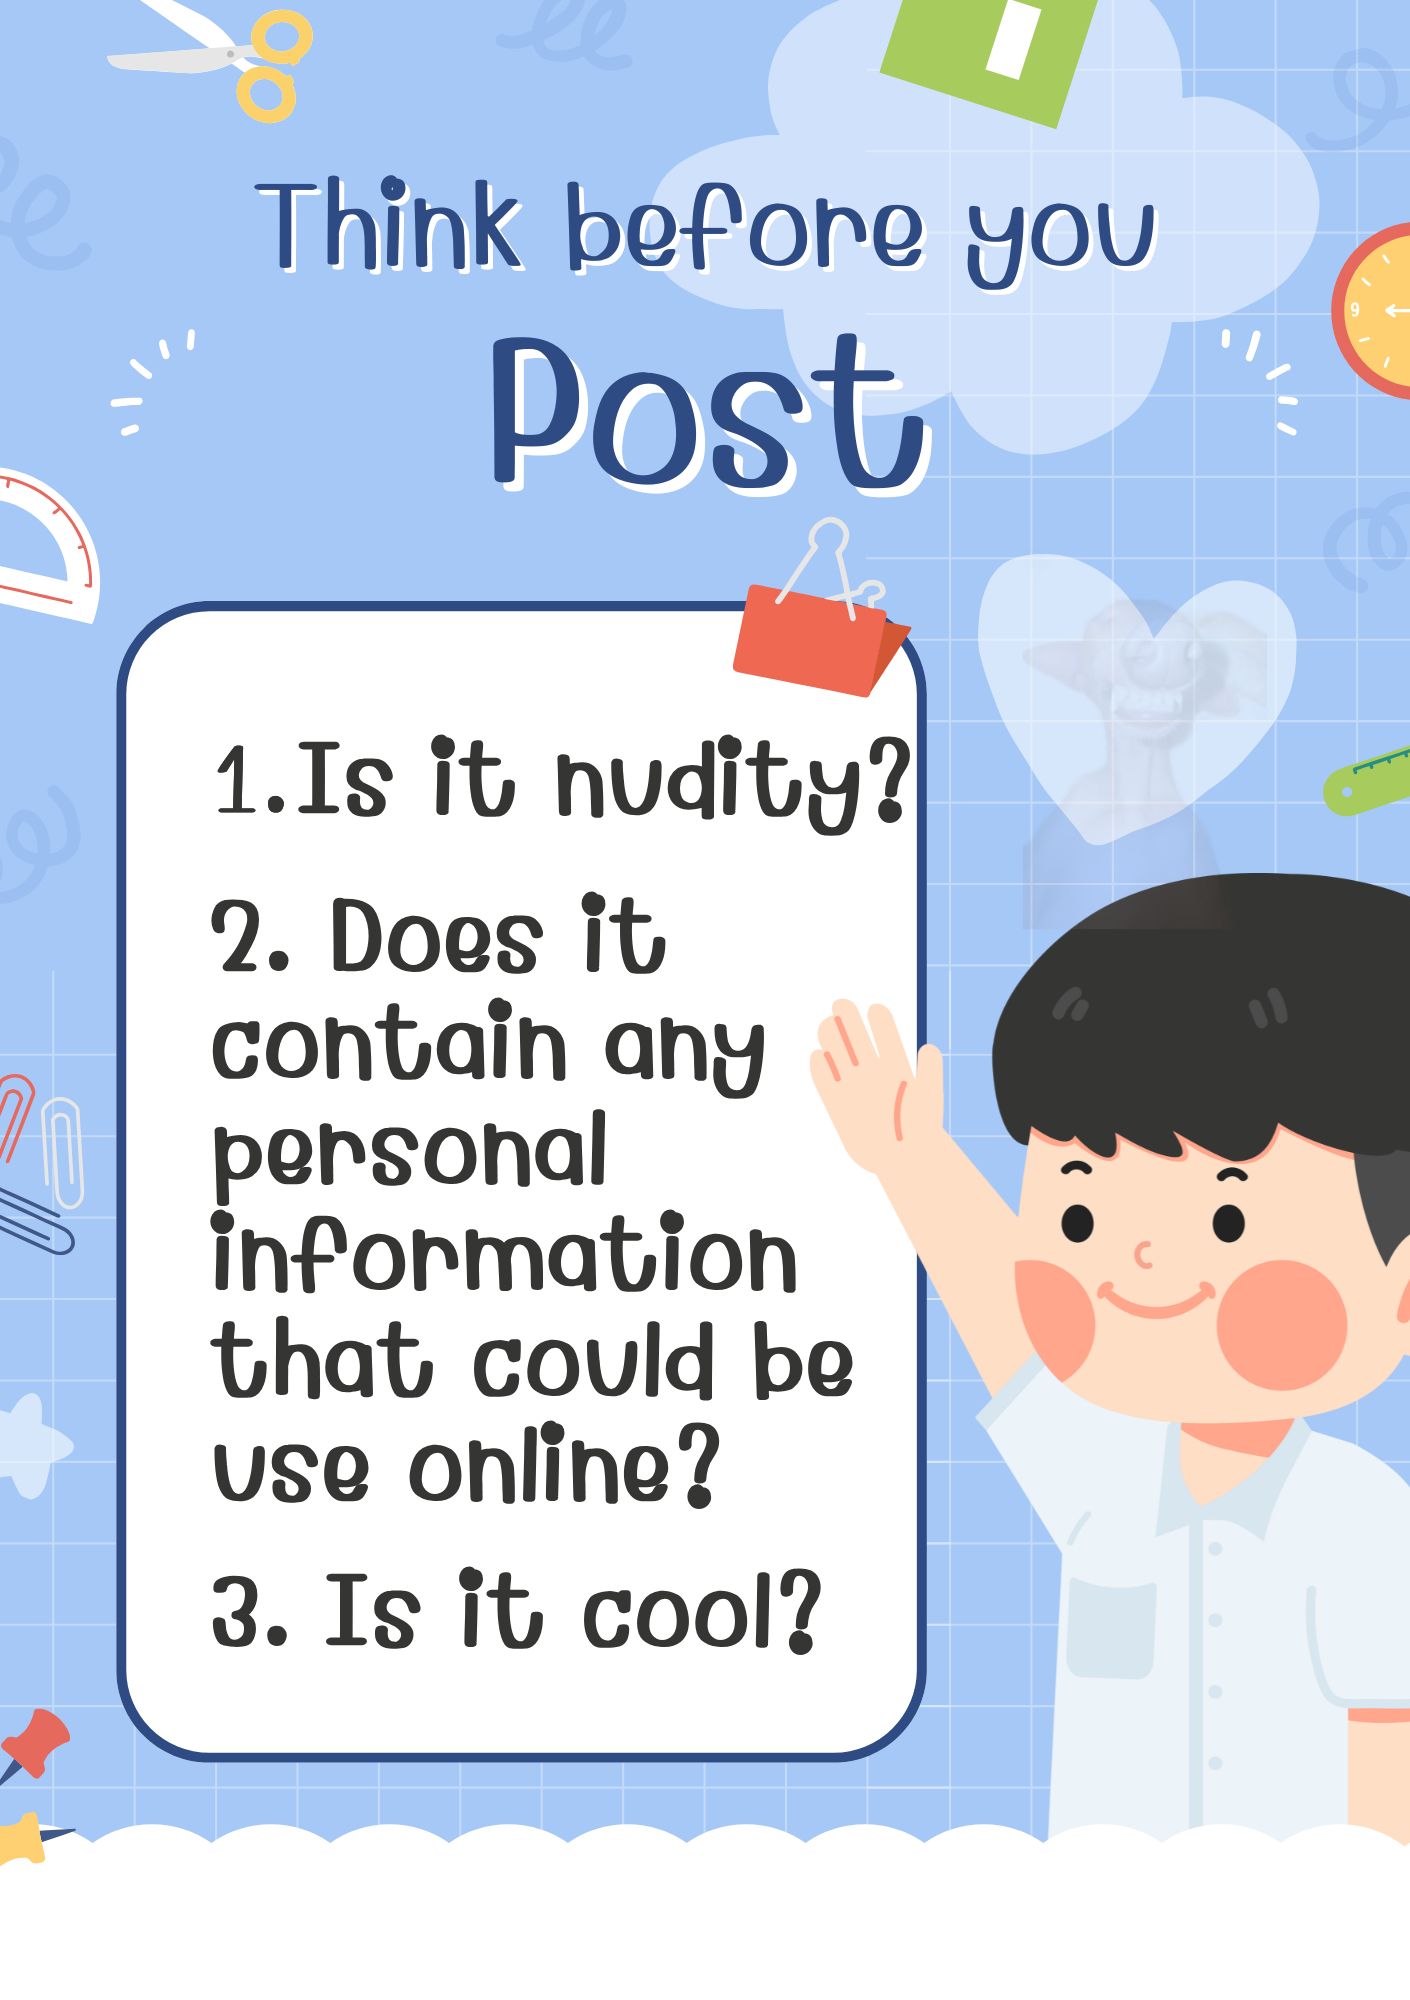 Think before you
Post
1.Is it nudity?
2. Does it
contain any
personal
information
that could be
use online?
3. Is it cool?
9